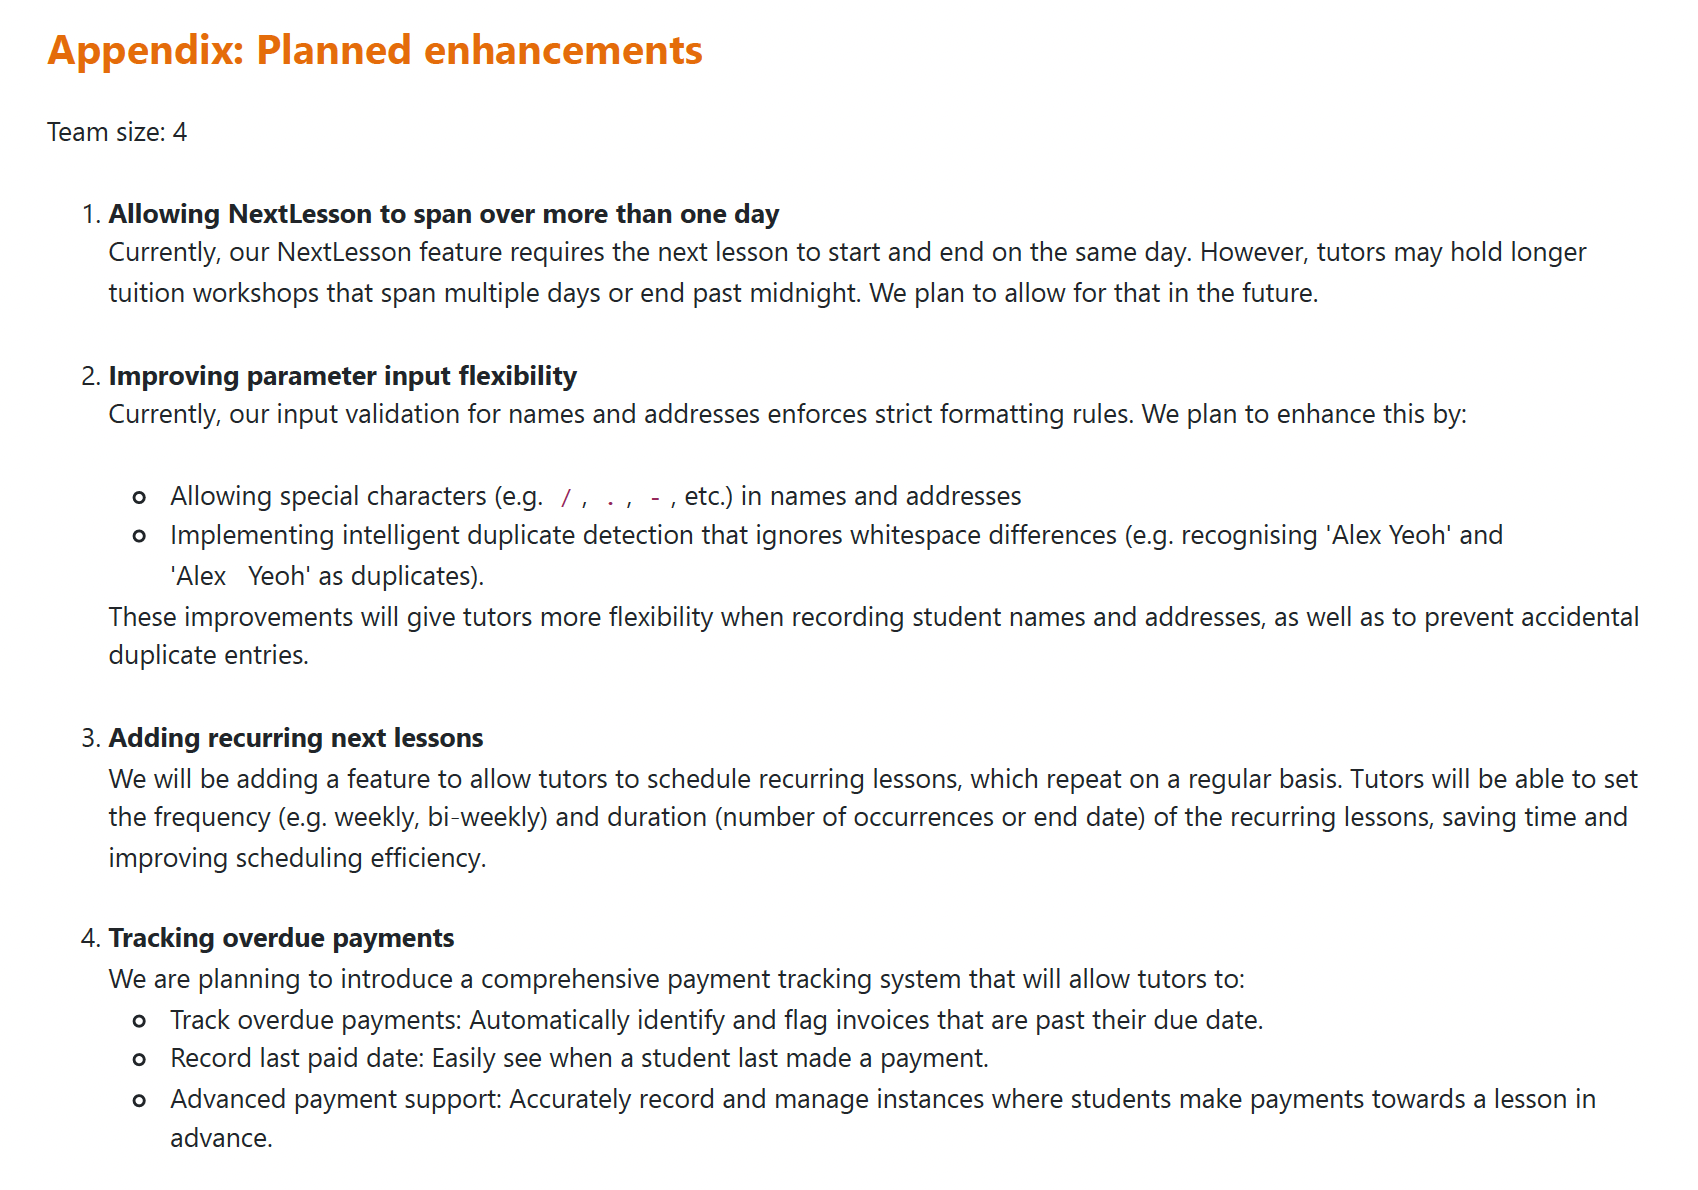 Appendix: Planned enhancements
Team size: 4
1. Allowing NextLesson to span over more than one day
Currently, our NextLesson feature requires the next lesson to start and end on the same day. However, tutors may hold longer
tuition workshops that span multiple days or end past midnight. We plan to allow for that in the future.
2. Improving parameter input flexibility
Currently, our input validation for names and addresses enforces strict formatting rules. We plan to enhance this by:
Allowing special characters (e.g. / , . , - , etc.) in names and addresses
Implementing intelligent duplicate detection that ignores whitespace differences (e.g. recognising 'Alex Yeoh' and
'Alex   Yeoh' as duplicates).
These improvements will give tutors more flexibility when recording student names and addresses, as well as to prevent accidental
duplicate entries.
3. Adding recurring next lessons
We will be adding a feature to allow tutors to schedule recurring lessons, which repeat on a regular basis. Tutors will be able to set
the frequency (e.g. weekly, bi-weekly) and duration (number of occurrences or end date) of the recurring lessons, saving time and
improving scheduling efficiency.
4. Tracking overdue payments
We are planning to introduce a comprehensive payment tracking system that will allow tutors to:
Track overdue payments: Automatically identify and flag invoices that are past their due date.
Record last paid date: Easily see when a student last made a payment.
Advanced payment support: Accurately record and manage instances where students make payments towards a lesson in
advance.